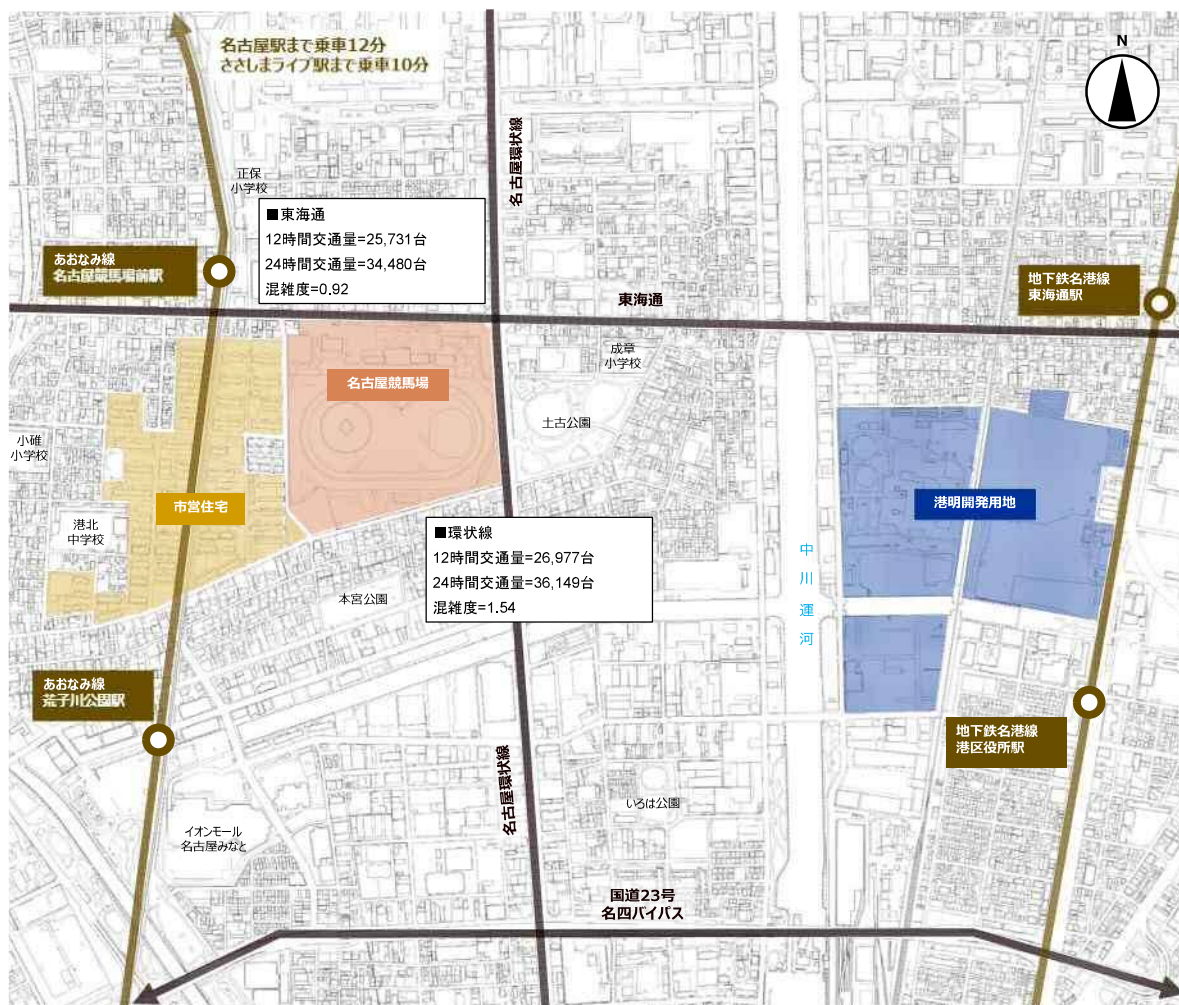 名古屋駅まで乗車12分
ささしまライブ駅まで乗車10分
N
名古屋環状線
正保
小学校
■東海通
12時間交通量=25,731台
24時間交通量=34,480台
混雑度=0.92
あおなみ線
名古屋競馬場前駅
地下鉄名港線
東海通駅
東海通
成章
小学校
名古屋競馬場
土古公園
小碓
小学校
市営住宅
港明開発用地
港北
中学校
■環状線
12時間交通量=26,977台
24時間交通量=36,149台
混雑度=1.54
中川運河
本宮公園
あおなみ線
荒子川公園駅
地下鉄名港線
港区役所駅
名古屋環状線
いろは公園
イオンモール
名古屋みなと
国道23号
名四バイパス